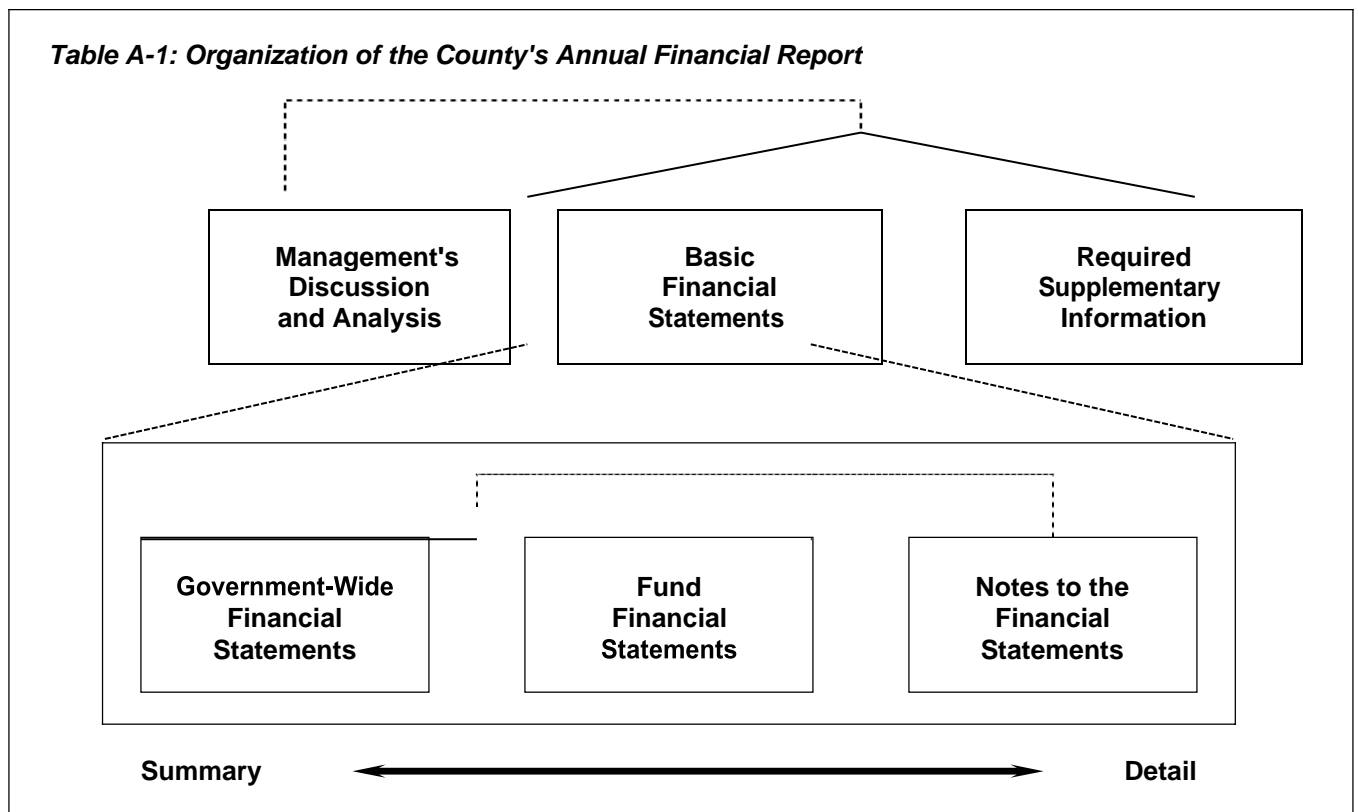 Table A-1: Organization of the County's Annual Financial Report
Management's
Discussion
and Analysis
Basic
Financial
Statements
Required
Supplementary
Information
Government-Wide
Financial
Statements
Fund
Financial
Statements
Notes to the
Financial
Statements
Summary
Detail